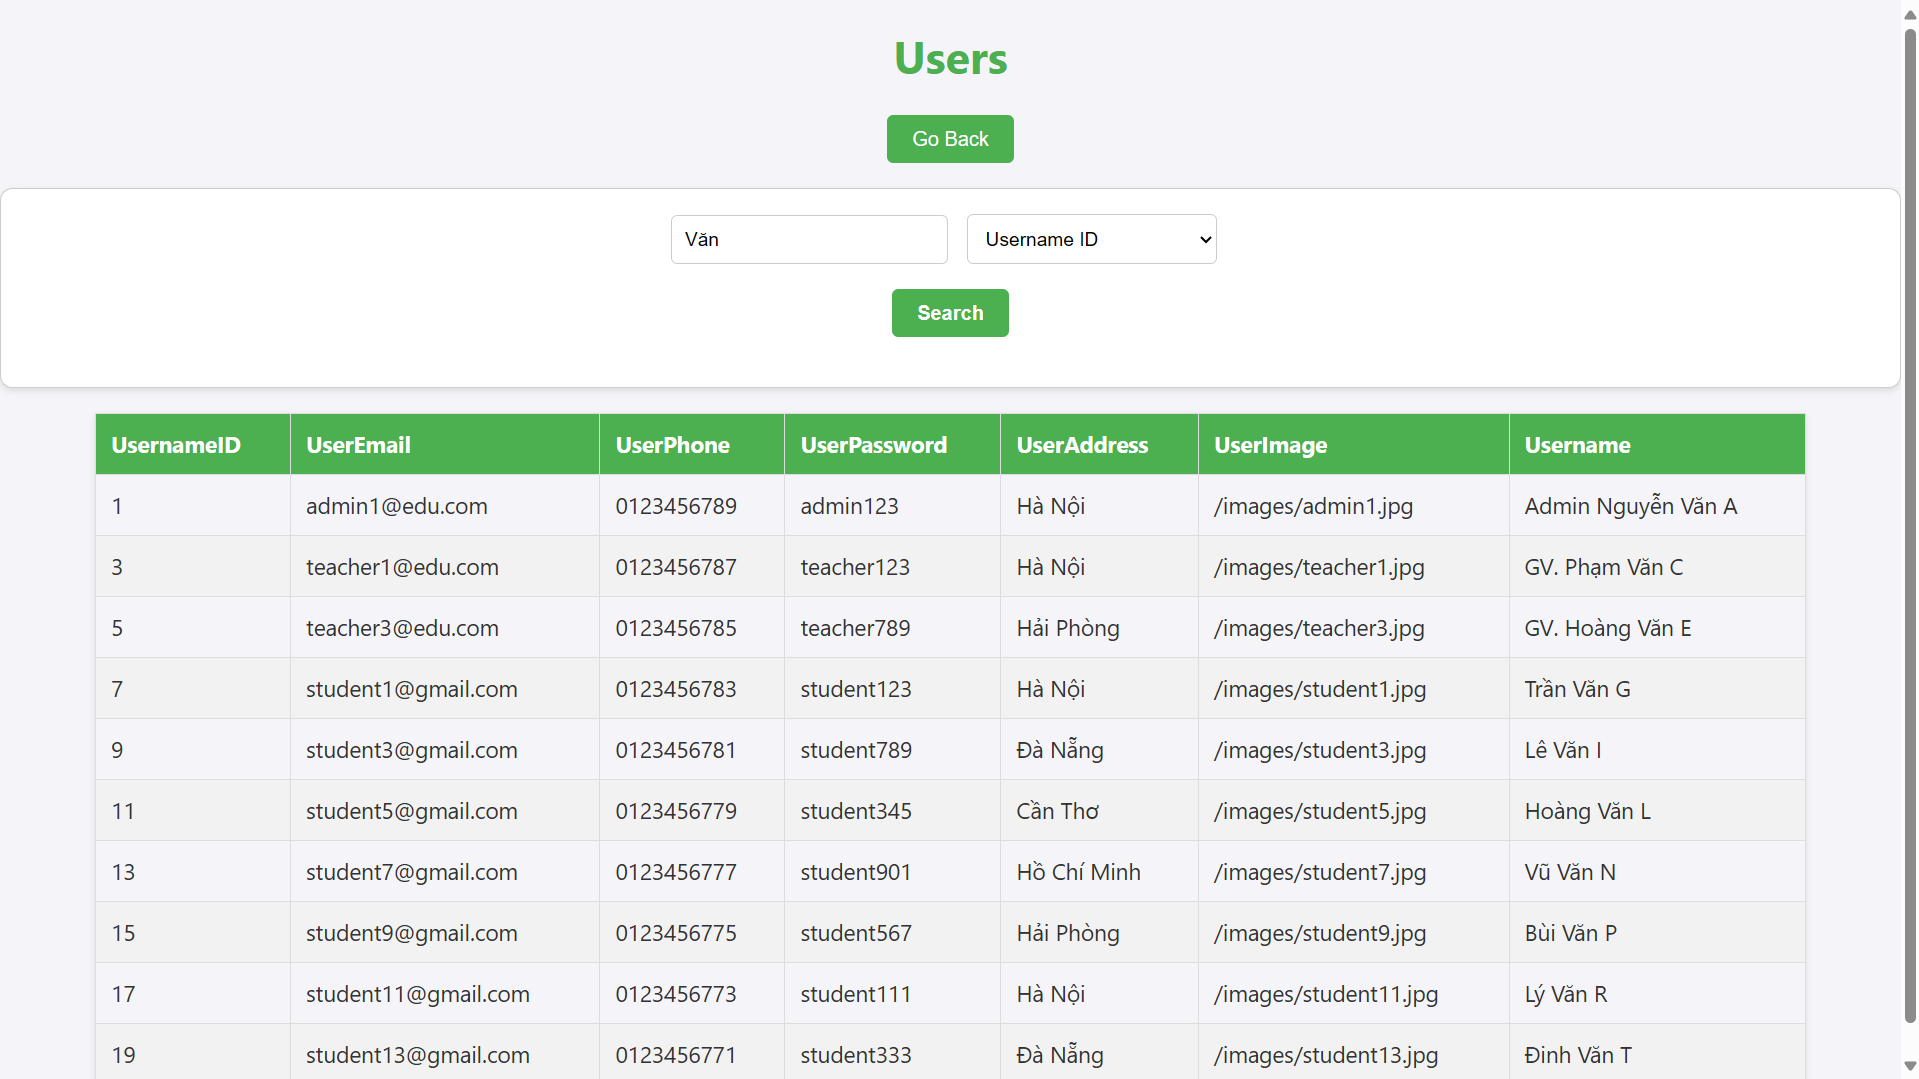 Users
Go Back
Văn Username ID
Search
UsernameID UserEmail UserPhone UserPassword UserAddress UserImage Username
1 admin1@edu.com 0123456789 admin123 Hà Nội /images/admin1.jpg Admin Nguyễn Văn A
3 teacher1@edu.com 0123456787 teacher123 Hà Nội /images/teacher1.jpg GV. Phạm Văn C
5 teacher3@edu.com 0123456785 teacher789 Hải Phòng /images/teacher3.jpg GV. Hoàng Văn E
7 student1@gmail.com 0123456783 student123 Hà Nội /images/student1.jpg Trần Văn G
9 student3@gmail.com 0123456781 student789 Đà Nẵng /images/student3.jpg Lê Văn I
11 student5@gmail.com 0123456779 student345 Cần Thơ /images/student5.jpg Hoàng Văn L
13 student7@gmail.com 0123456777 student901 Hồ Chí Minh /images/student7.jpg Vũ Văn N
15 student9@gmail.com 0123456775 student567 Hải Phòng /images/student9.jpg Bùi Văn P
17 student11@gmail.com 0123456773 student111 Hà Nội /images/student11.jpg Lý Văn R
19 student13@gmail.com 0123456771 student333 Đà Nẵng /images/student13.jpg Đinh Văn T